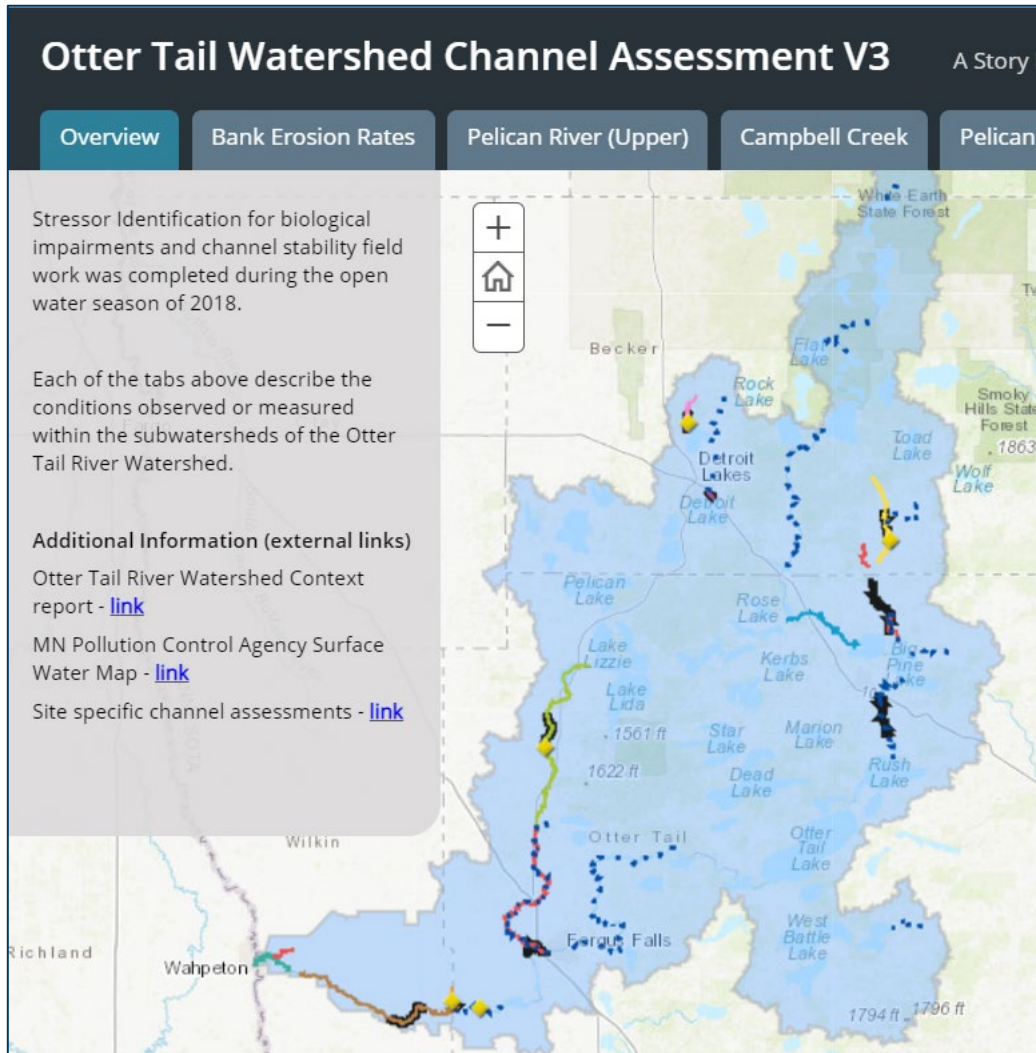 Otter Tail Watershed Channel Assessment V3
A Story
Overview
Bank Erosion Rates
Pelican River (Upper)
Campbell Creek
Pelican
Stressor Identification for biological
impairments and channel stability field
work was completed during the open
water season of 2018.
Each of the tabs above describe the
conditions observed or measured
within the subwatersheds of the Otter
Tail River Watershed.
Additional Information (external links)
Otter Tail River Watershed Context
report - link
MN Pollution Control Agency Surface
Water Map - link
Site specific channel assessments - link
White Earth
State Forest
Becker
Flat
Lake
Rock
Lake
Smoky
Hills State
Forest
1863
Toad
Lake
Wolf
Lake
Detroit
Lakes
Detroit
Lake
Pelican
Lake
Rose
Lake
Lake
Lizzie
Kerbs
Lake
Big
Pine
Lake
Lake
Lida
1561 ft
Star
Lake
Marion
Lake
1622 ft
Dead
Lake
Rush
Lake
Wilkin
Otter Tail
Otter
Tail
Lake
Fergus Falls
West
Battle
Lake
Richland
Wahpeton
1794 ft
1796 ft